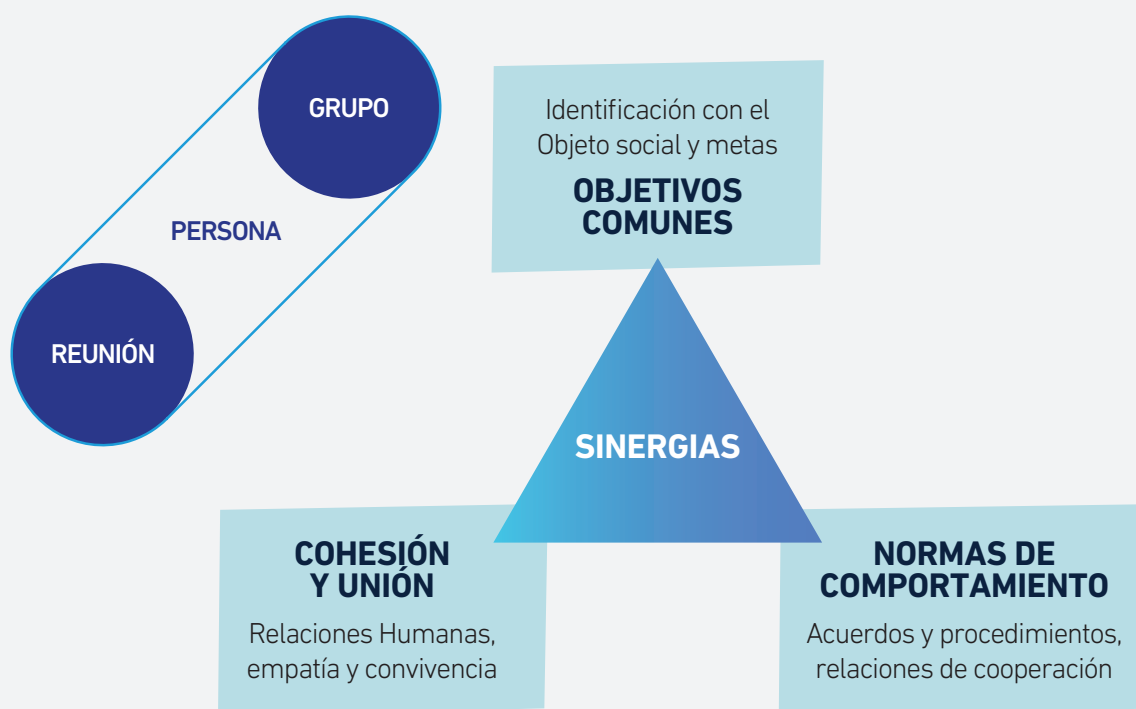 GRUPO
PERSONA
REUNIÓN
Identificación con el
Objeto social y metas
OBJETIVOS
COMUNES
SINERGIAS
COHESIÓN
Y UNIÓN
Relaciones Humanas,
empatía y convivencia
NORMAS DE
COMPORTAMIENTO
Acuerdos y procedimientos,
relaciones de cooperación